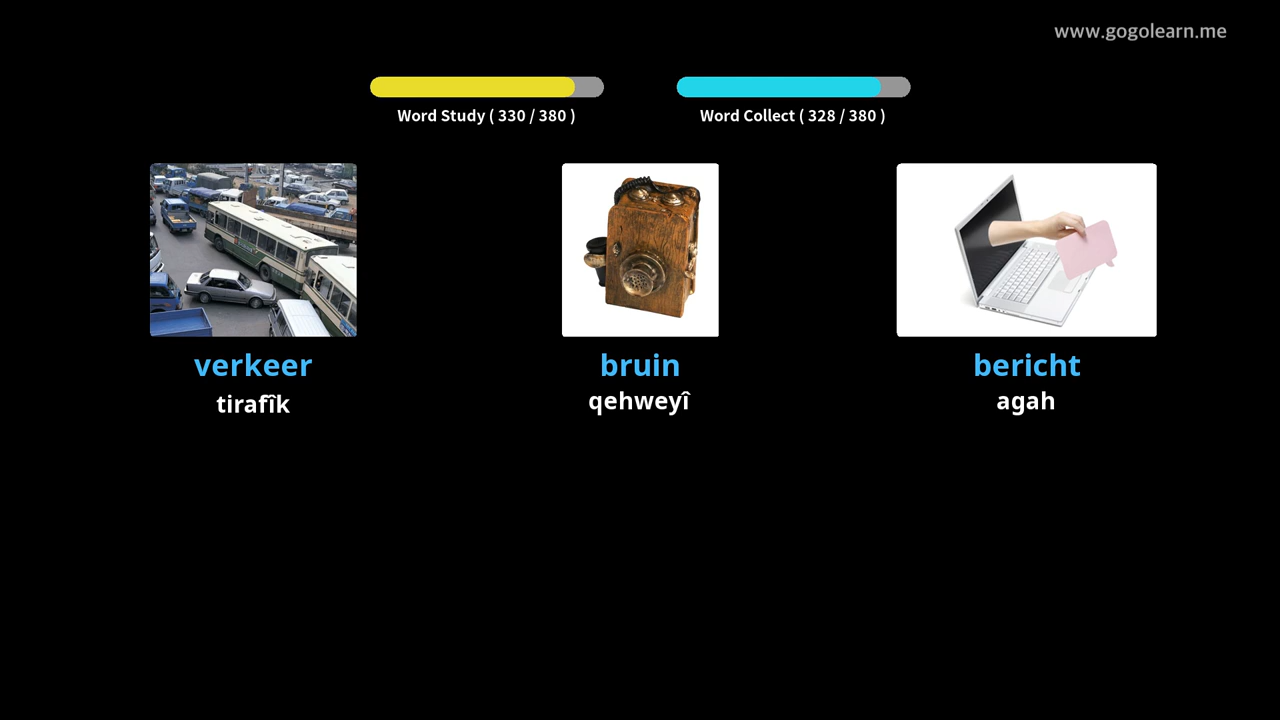 www.gogolearn.me
Word Study ( 330 / 380 )
Word Collect ( 328 / 380 )
verkeer
bruin
bericht
tirafîk
qehweyî
agah